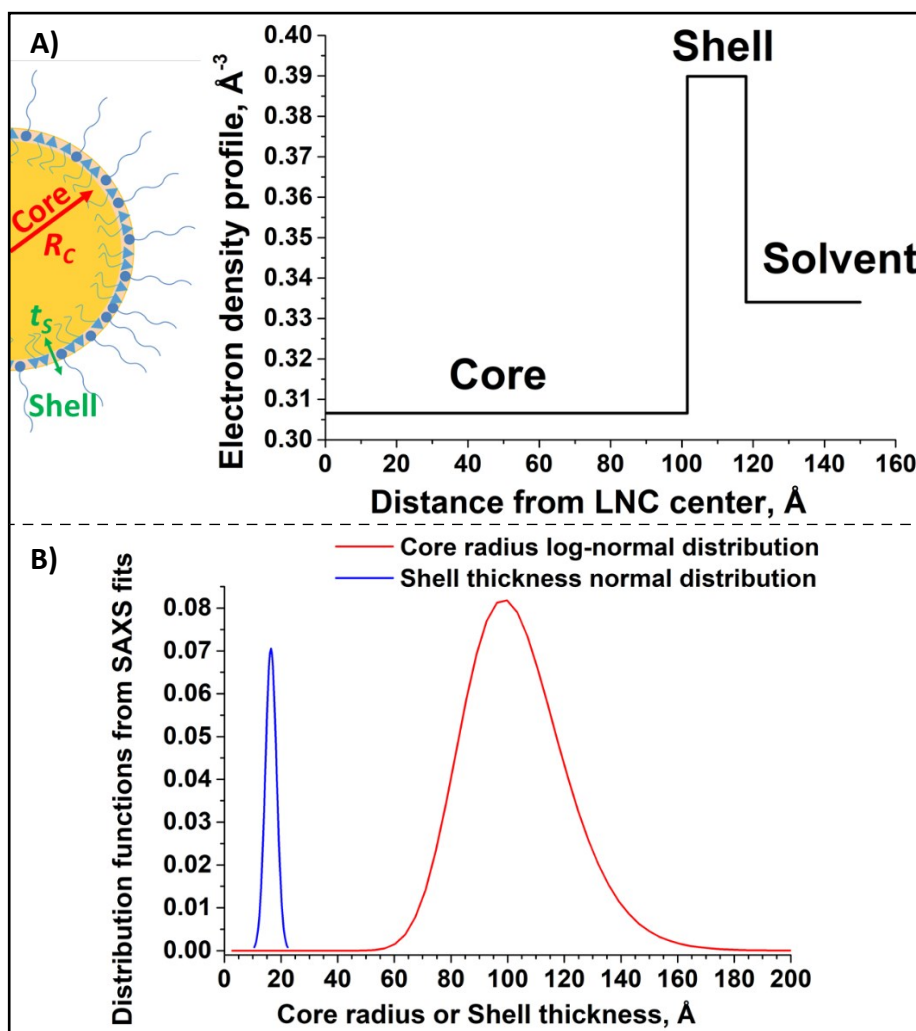 A)
Core
R_C
t_S
Shell
Electron density profile, Å⁻³
0.40
0.39
0.38
0.37
0.36
0.35
0.34
0.33
0.32
0.31
0.30
Shell
Solvent
Core
0 20 40 60 80 100 120 140 160
Distance from LNC center, Å
B)
Core radius log-normal distribution
Shell thickness normal distribution
Distribution functions from SAXS fits
0.08
0.07
0.06
0.05
0.04
0.03
0.02
0.01
0.00
0 20 40 60 80 100 120 140 160 180 200
Core radius or Shell thickness, Å